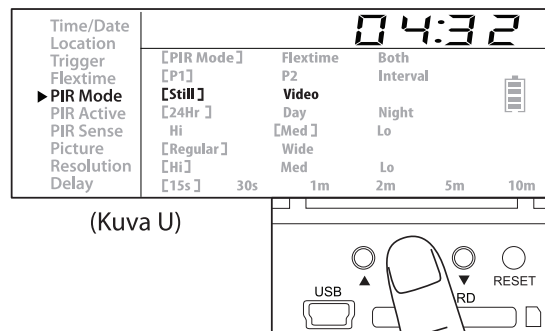 04:32
Time/Date
Location
Trigger [PIR Mode] Flextime Both
Flextime [P1] P2 Interval
▶PIR Mode [Still] Video
PIR Active [24Hr ] Day Night
PIR Sense Hi [Med ] Lo
Picture [Regular] Wide
Resolution [Hi] Med Lo
Delay [15s ] 30s 1m 2m 5m 10m
(Kuva U)
▲ ▼ RESET
USB RD